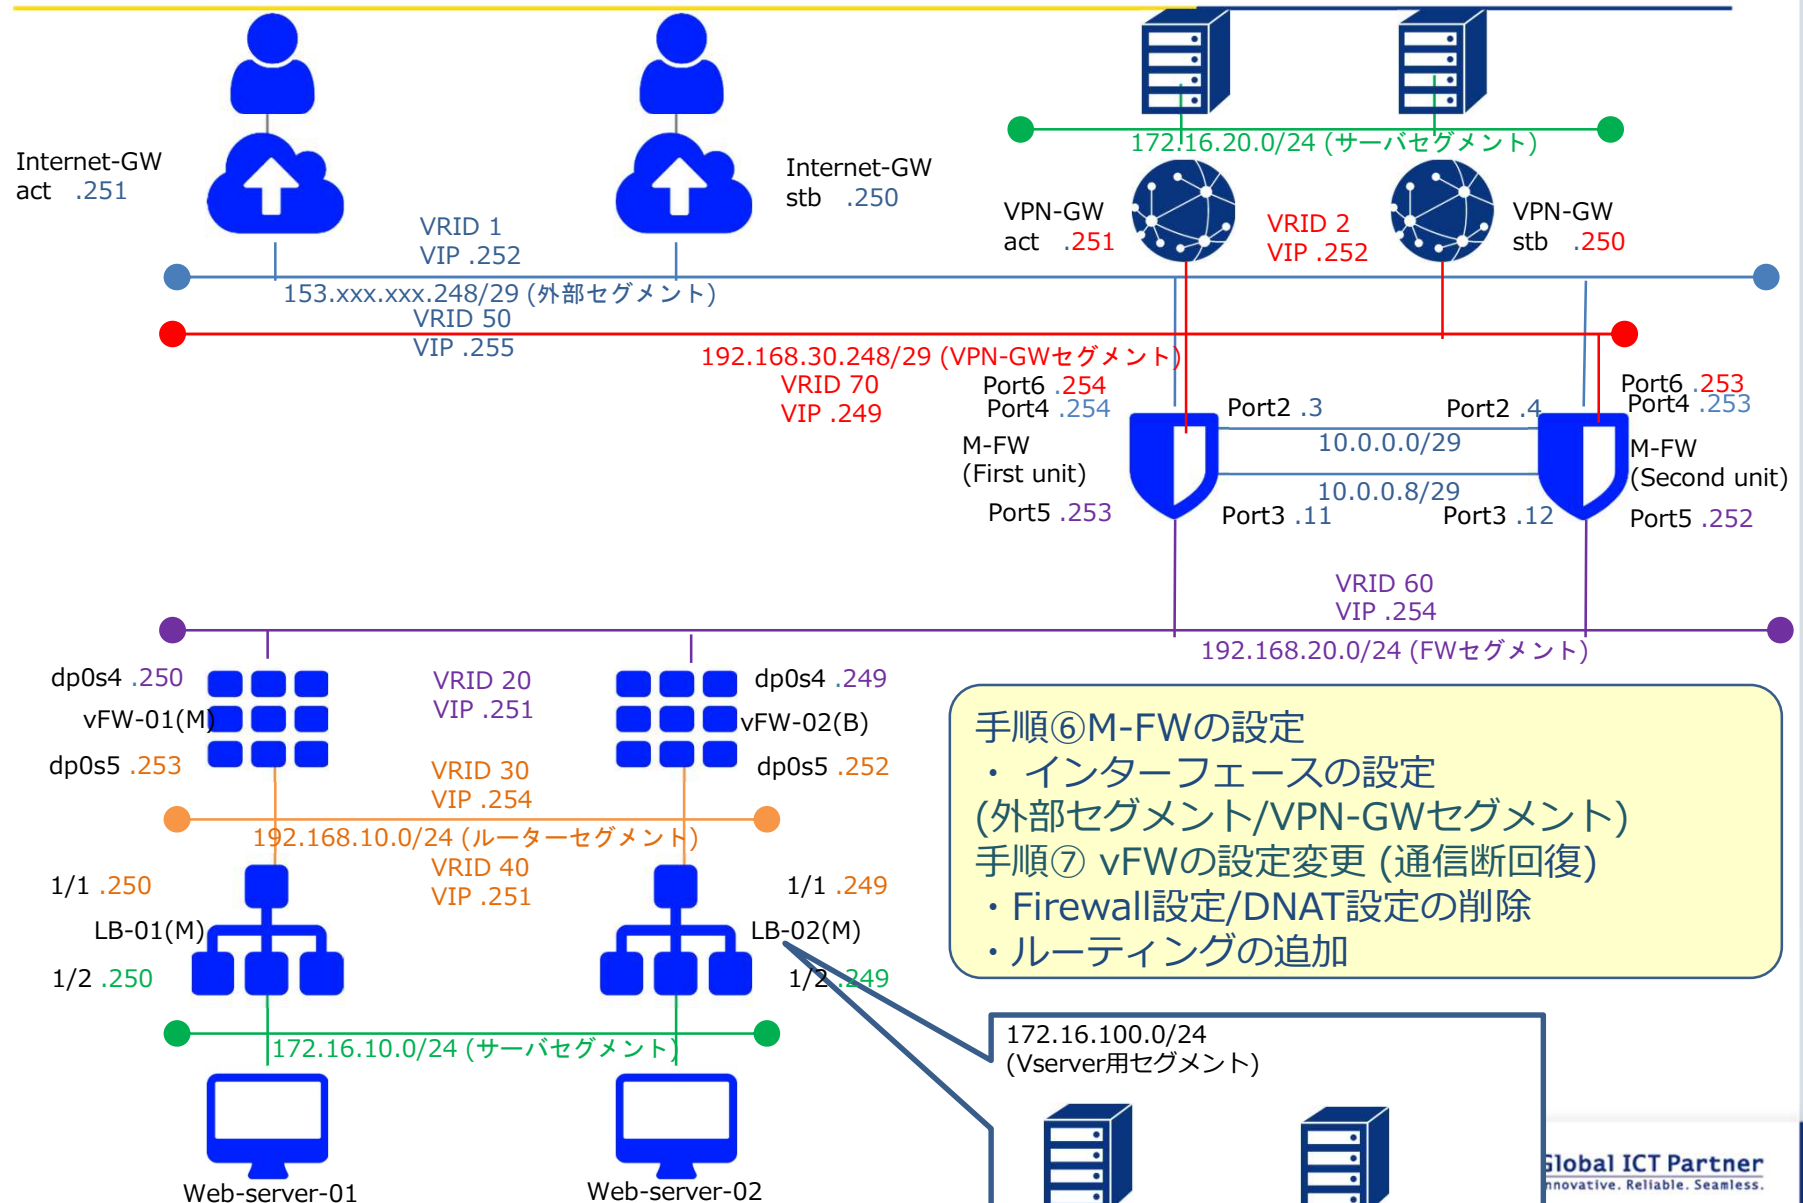 Internet-GW
act .251
Internet-GW
stb .250
172.16.20.0/24 (サーバセグメント)
VPN-GW
act .251
VRID 2
VIP .252
VPN-GW
stb .250
VRID 1
VIP .252
153.xxx.xxx.248/29 (外部セグメント)
VRID 50
VIP .255
192.168.30.248/29 (VPN-GWセグメント)
VRID 70
VIP .249
Port6 .254
Port4 .254
Port6 .253
Port4 .253
Port2 .3
Port2 .4
10.0.0.0/29
M-FW
(First unit)
M-FW
(Second unit)
10.0.0.8/29
Port5 .253
Port3 .11
Port3 .12
Port5 .252
VRID 60
VIP .254
192.168.20.0/24 (FWセグメント)
dp0s4 .250
VRID 20
VIP .251
dp0s4 .249
vFW-01(M)
vFW-02(B)
dp0s5 .253
VRID 30
VIP .254
dp0s5 .252
192.168.10.0/24 (ルーターセグメント)
VRID 40
VIP .251
1/1 .250
1/1 .249
LB-01(M)
LB-02(M)
1/2 .250
1/2 .249
172.16.10.0/24 (サーバセグメント)
Web-server-01
Web-server-02
手順⑥M-FWの設定
・ インターフェースの設定
(外部セグメント/VPN-GWセグメント)
手順⑦ vFWの設定変更 (通信断回復)
・Firewall設定/DNAT設定の削除
・ルーティングの追加
172.16.100.0/24
(Vserver用セグメント)
Global ICT Partner
Innovative. Reliable. Seamless.